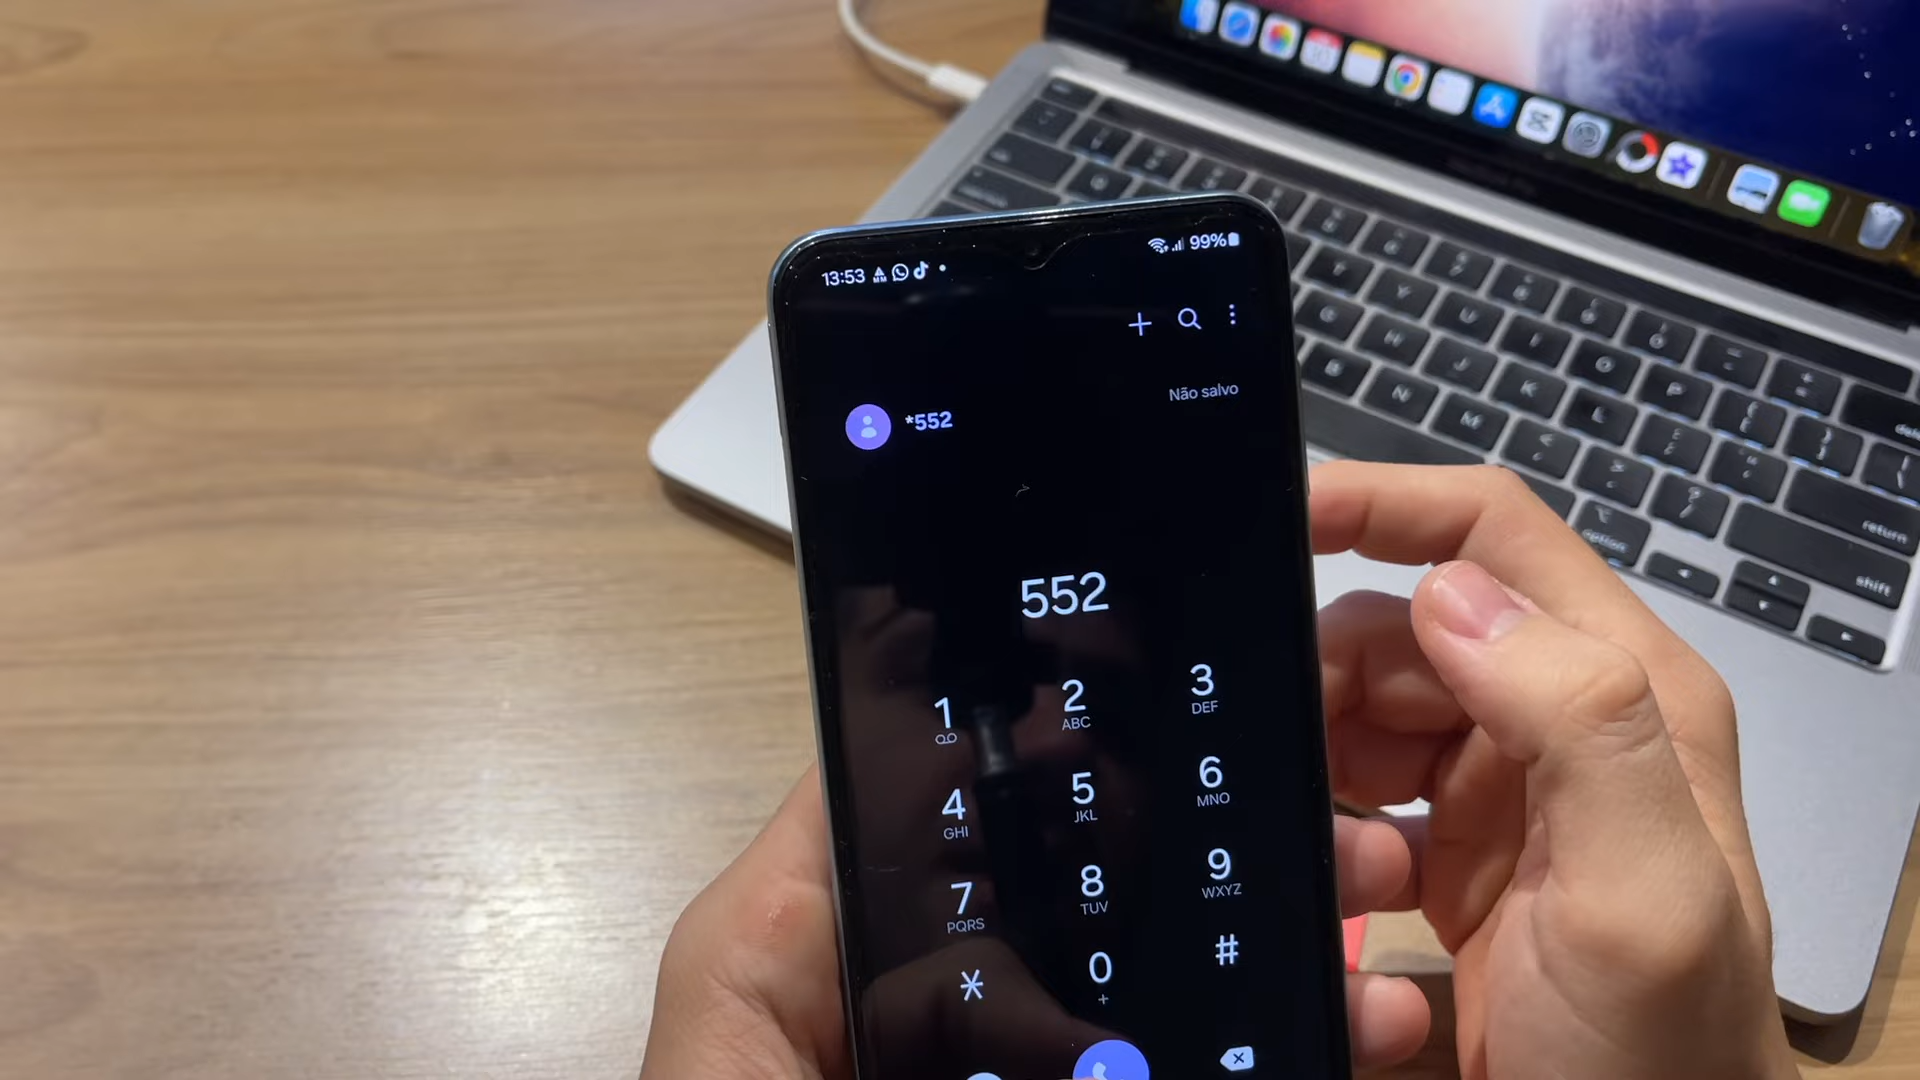 13:53
99%
Não salvo
*552
552
1
2
ABC
3
DEF
4
GHI
5
JKL
6
MNO
7
PQRS
8
TUV
9
WXYZ
*
0
+
#
return
option
shift